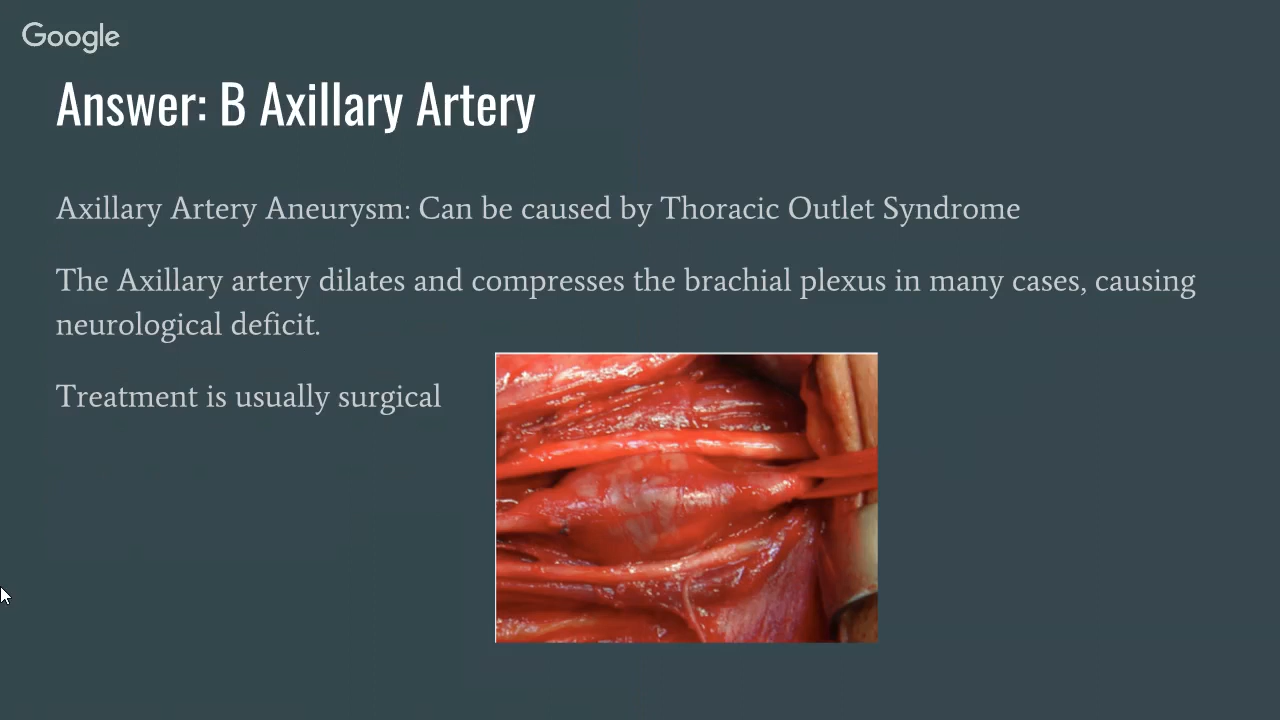 Google
Answer: B Axillary Artery
Axillary Artery Aneurysm: Can be caused by Thoracic Outlet Syndrome
The Axillary artery dilates and compresses the brachial plexus in many cases, causing
neurological deficit.
Treatment is usually surgical